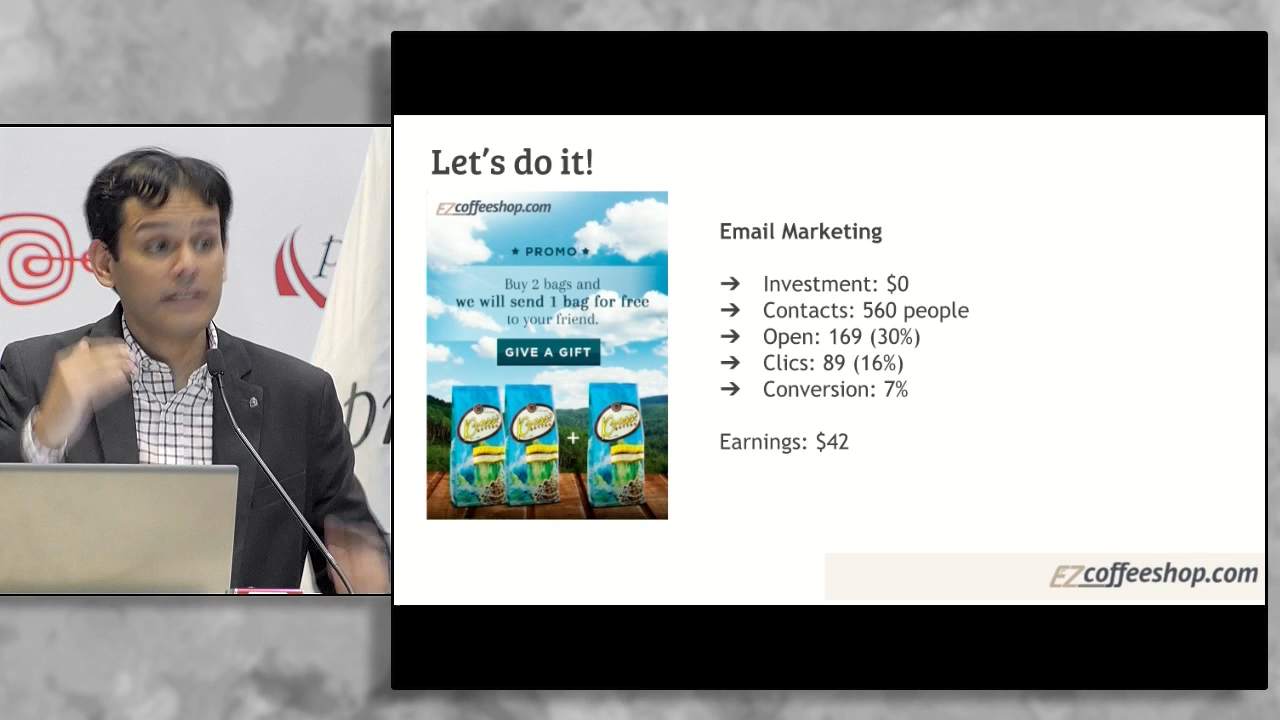 Let's do it!
EZcoffeeshop.com
★ PROMO ★
Buy 2 bags and
we will send 1 bag for free
to your friend.
GIVE A GIFT
+
Email Marketing
➔ Investment: $0
➔ Contacts: 560 people
➔ Open: 169 (30%)
➔ Clics: 89 (16%)
➔ Conversion: 7%
Earnings: $42
EZcoffeeshop.com